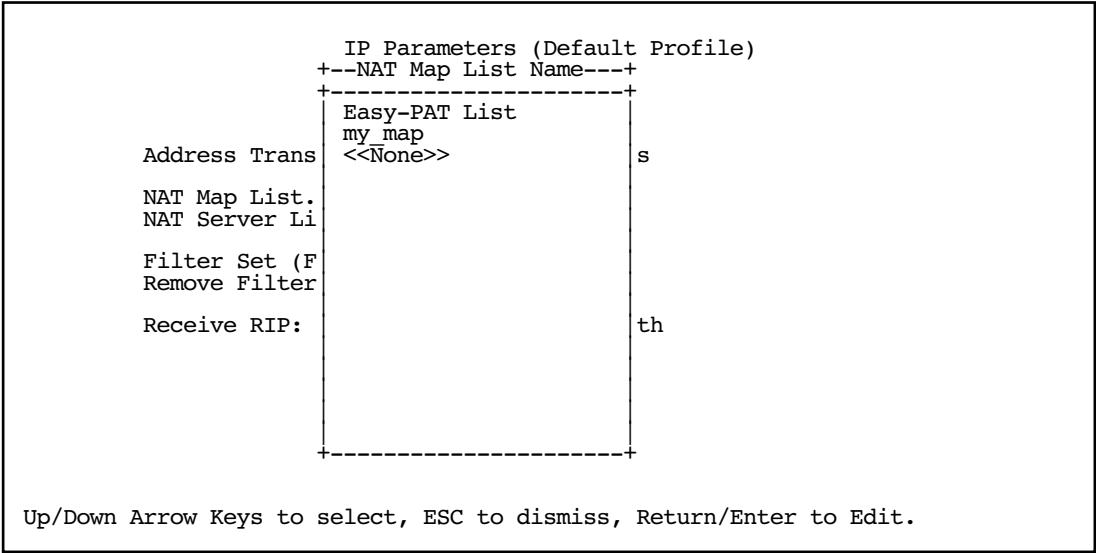 IP Parameters (Default Profile)
+--NAT Map List Name---+
+----------------------+
| Easy-PAT List |
| my_map |
Address Trans| <<None>> |s
NAT Map List.
NAT Server Li
Filter Set (F
Remove Filter
Receive RIP: | |th
+----------------------+
Up/Down Arrow Keys to select, ESC to dismiss, Return/Enter to Edit.